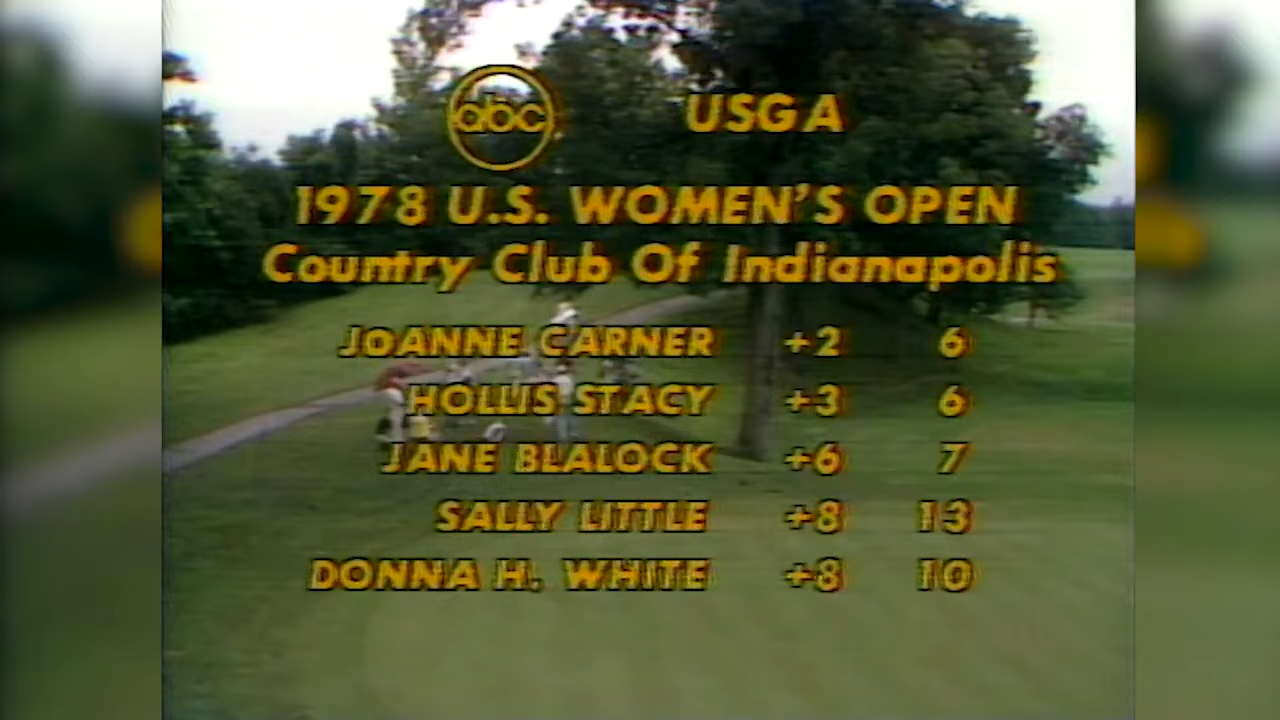 abc USGA
1978 U.S. WOMEN'S OPEN
Country Club Of Indianapolis
JOANNE CARNER +2 6
HOLLIS STACY +3 6
JANE BLALOCK +6 7
SALLY LITTLE +8 13
DONNA H. WHITE +8 10